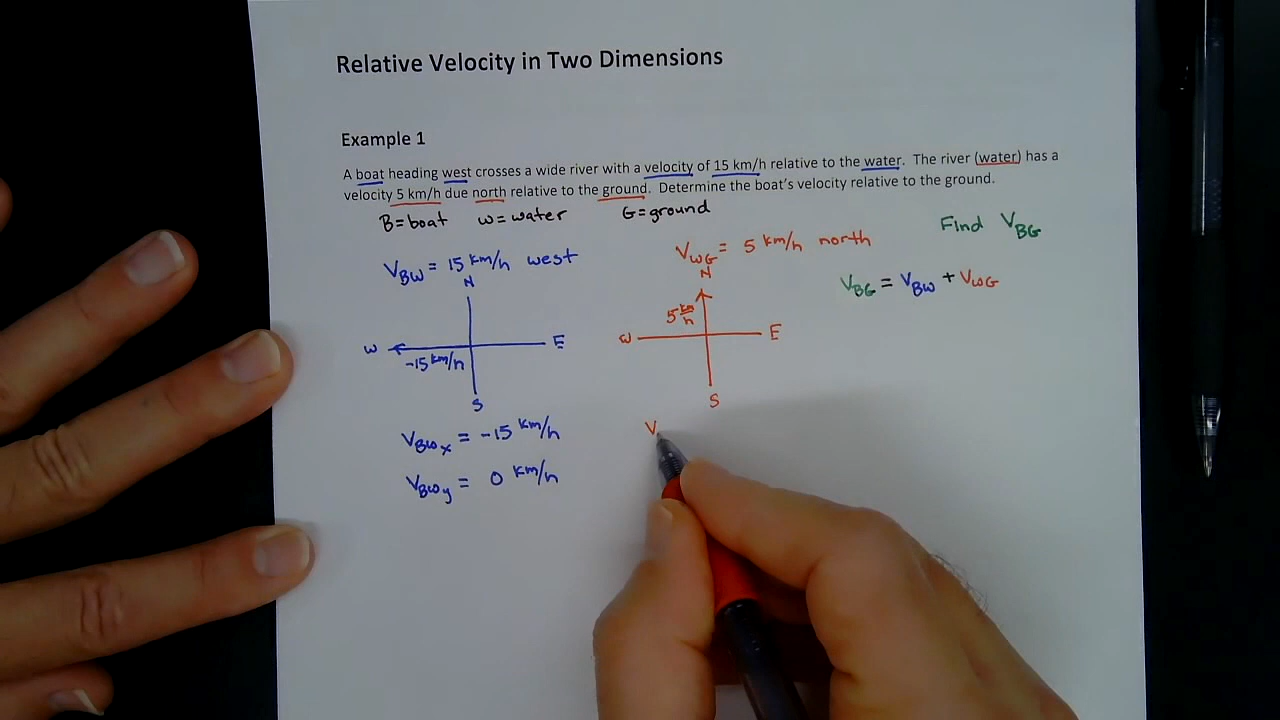 Relative Velocity in Two Dimensions
Example 1
A boat heading west crosses a wide river with a velocity of 15 km/h relative to the water. The river (water) has a
velocity 5 km/h due north relative to the ground. Determine the boat's velocity relative to the ground.
B=boat w=water G=ground
Find VBG
VBW = 15 km/h west
VWG = 5 km/h north
VBG = VBW + VWG
N
W E
-15 km/h
S
N
5 km/h
W E
S
VBWx = -15 km/h
VBWy = 0 km/h
V